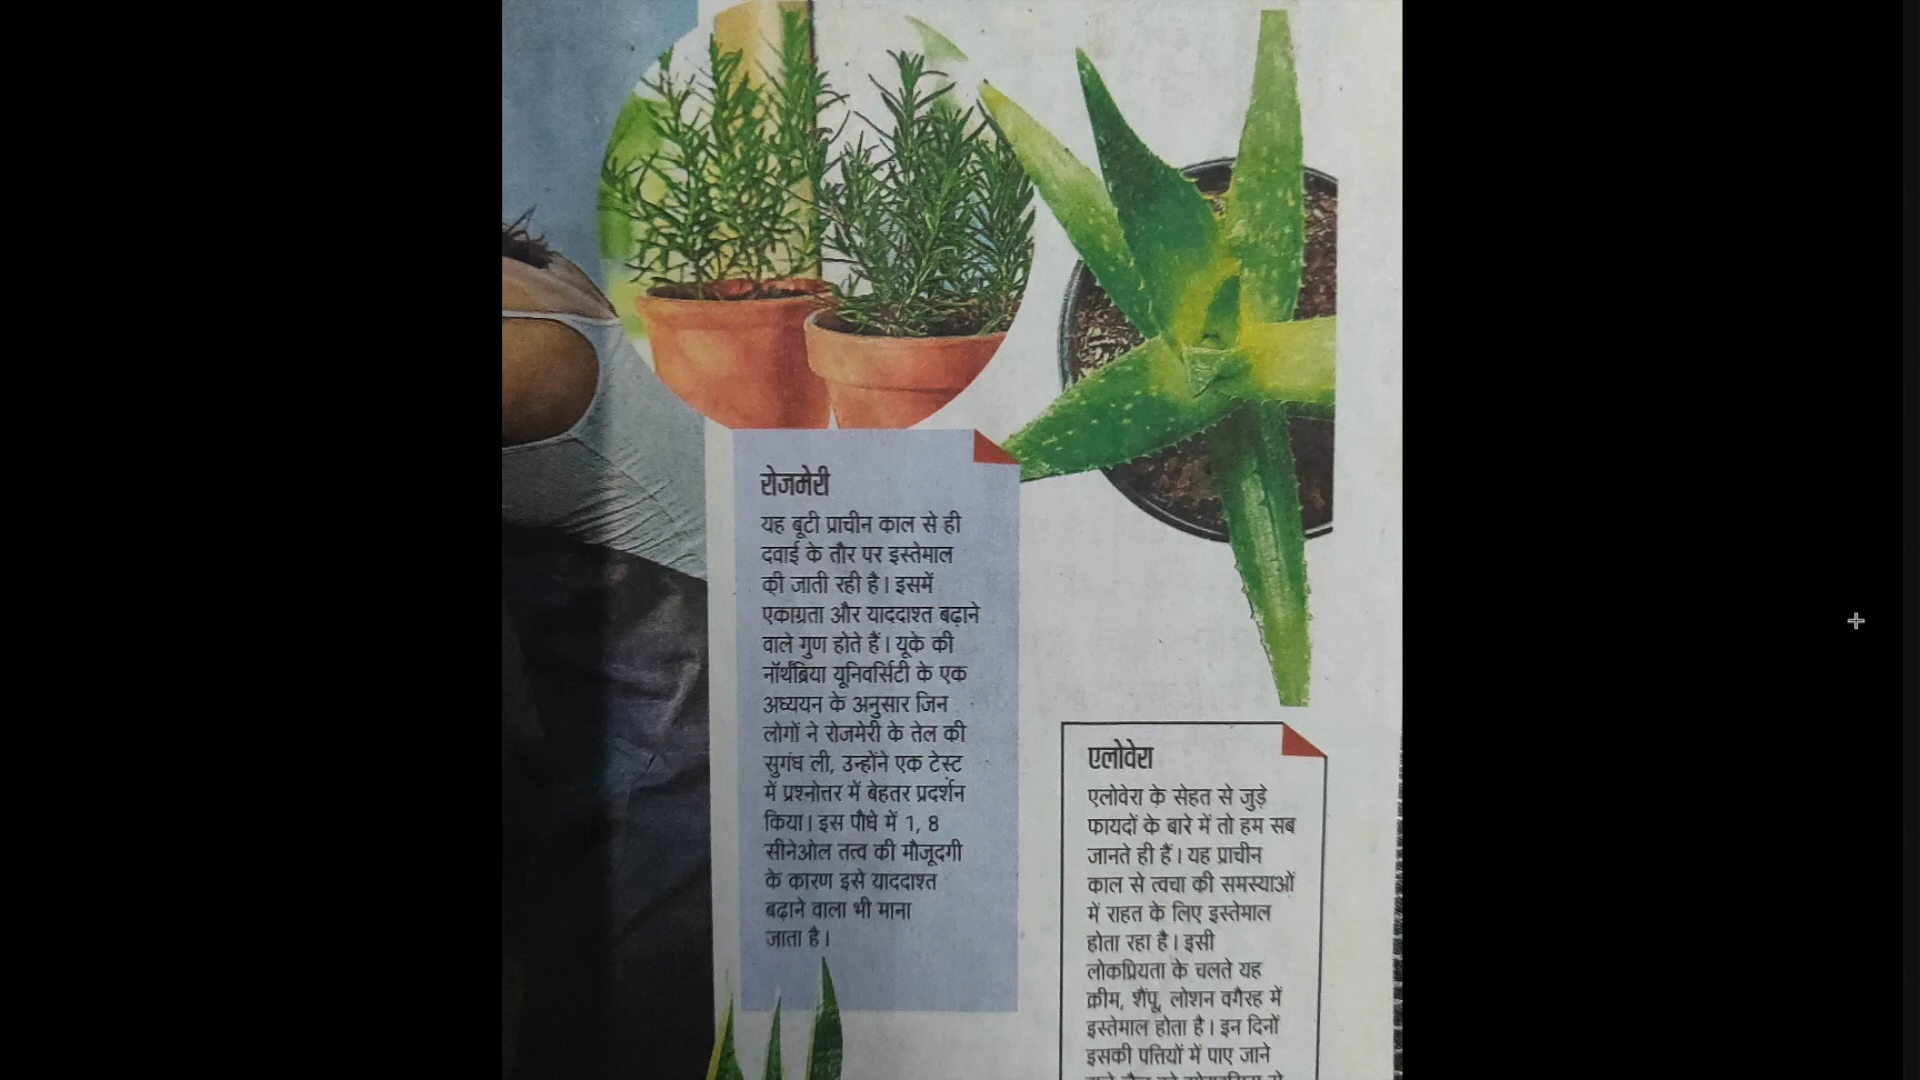 रोजमेरी
यह बूटी प्राचीन काल से ही
दवाई के तौर पर इस्तेमाल
की जाती रही है। इसमें
एकाग्रता और याददाश्त बढ़ाने
वाले गुण होते हैं। यूके की
नॉर्थंब्रिया यूनिवर्सिटी के एक
अध्ययन के अनुसार जिन
लोगों ने रोजमेरी के तेल की
सुगंध ली, उन्होंने एक टेस्ट
में प्रश्नोत्तर में बेहतर प्रदर्शन
किया। इस पौधे में 1, 8
सीनेओल तत्व की मौजूदगी
के कारण इसे याददाश्त
बढ़ाने वाला भी माना
जाता है।
एलोवेरा
एलोवेरा के सेहत से जुड़े
फायदों के बारे में तो हम सब
जानते ही हैं। यह प्राचीन
काल से त्वचा की समस्याओं
में राहत के लिए इस्तेमाल
होता रहा है। इसी
लोकप्रियता के चलते यह
क्रीम, शैंपू, लोशन वगैरह में
इस्तेमाल होता है। इन दिनों
इसकी पत्तियों में पाए जाने